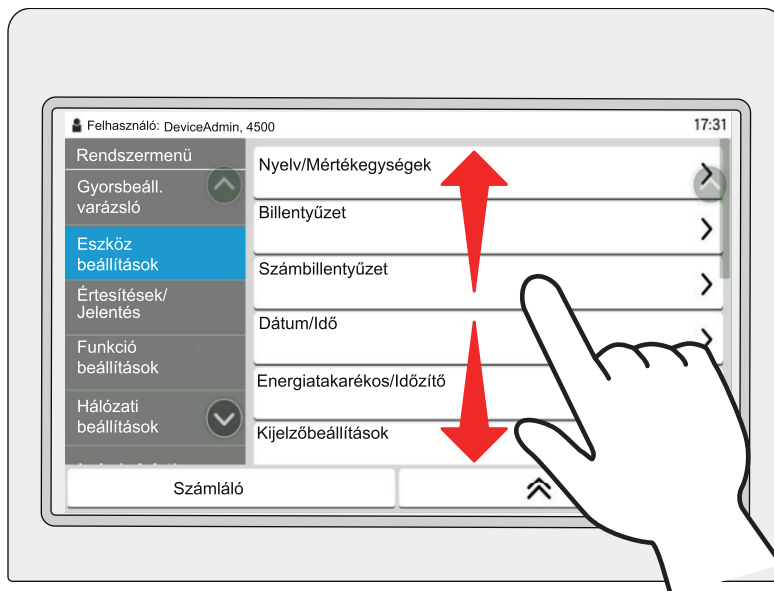 Felhasználó: DeviceAdmin, 4500
17:31
Rendszermenü
Gyorsbeáll.
varázsló
Eszköz
beállítások
Értesítések/
Jelentés
Funkció
beállítások
Hálózati
beállítások
Nyelv/Mértékegységek
Billentyűzet
Számbillentyűzet
Dátum/Idő
Energiatakarékos/Időzítő
Kijelzőbeállítások
Számláló